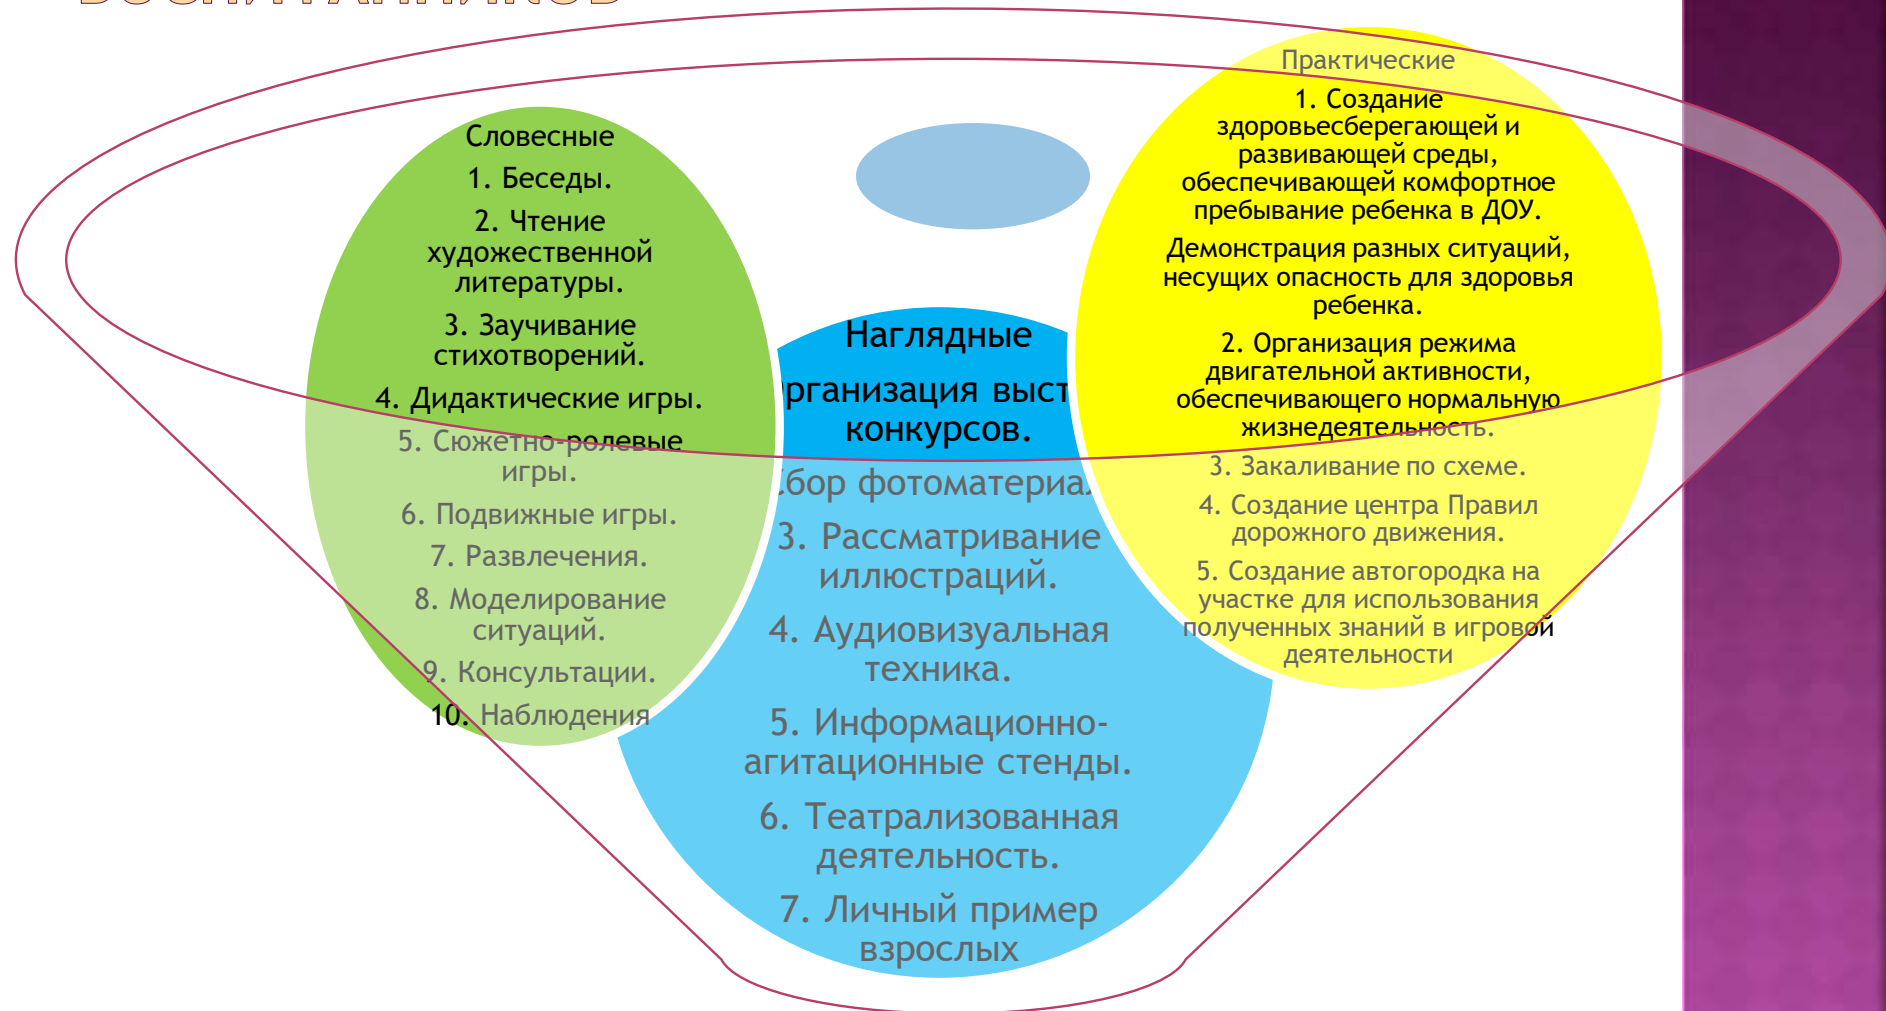 Словесные
1. Беседы.
2. Чтение
художественной
литературы.
3. Заучивание
стихотворений.
4. Дидактические игры.
5. Сюжетно-ролевые
игры.
6. Подвижные игры.
7. Развлечения.
8. Моделирование
ситуаций.
9. Консультации.
10. Наблюдения
Наглядные
рганизация выст
конкурсов.
бор фотоматериа
3. Рассматривание
иллюстраций.
4. Аудиовизуальная
техника.
5. Информационно-
агитационные стенды.
6. Театрализованная
деятельность.
7. Личный пример
взрослых
Практические
1. Создание
здоровьесберегающей и
развивающей среды,
обеспечивающей комфортное
пребывание ребенка в ДОУ.
Демонстрация разных ситуаций,
несущих опасность для здоровья
ребенка.
2. Организация режима
двигательной активности,
обеспечивающего нормальную
жизнедеятельность.
3. Закаливание по схеме.
4. Создание центра Правил
дорожного движения.
5. Создание автогородка на
участке для использования
полученных знаний в игровой
деятельности